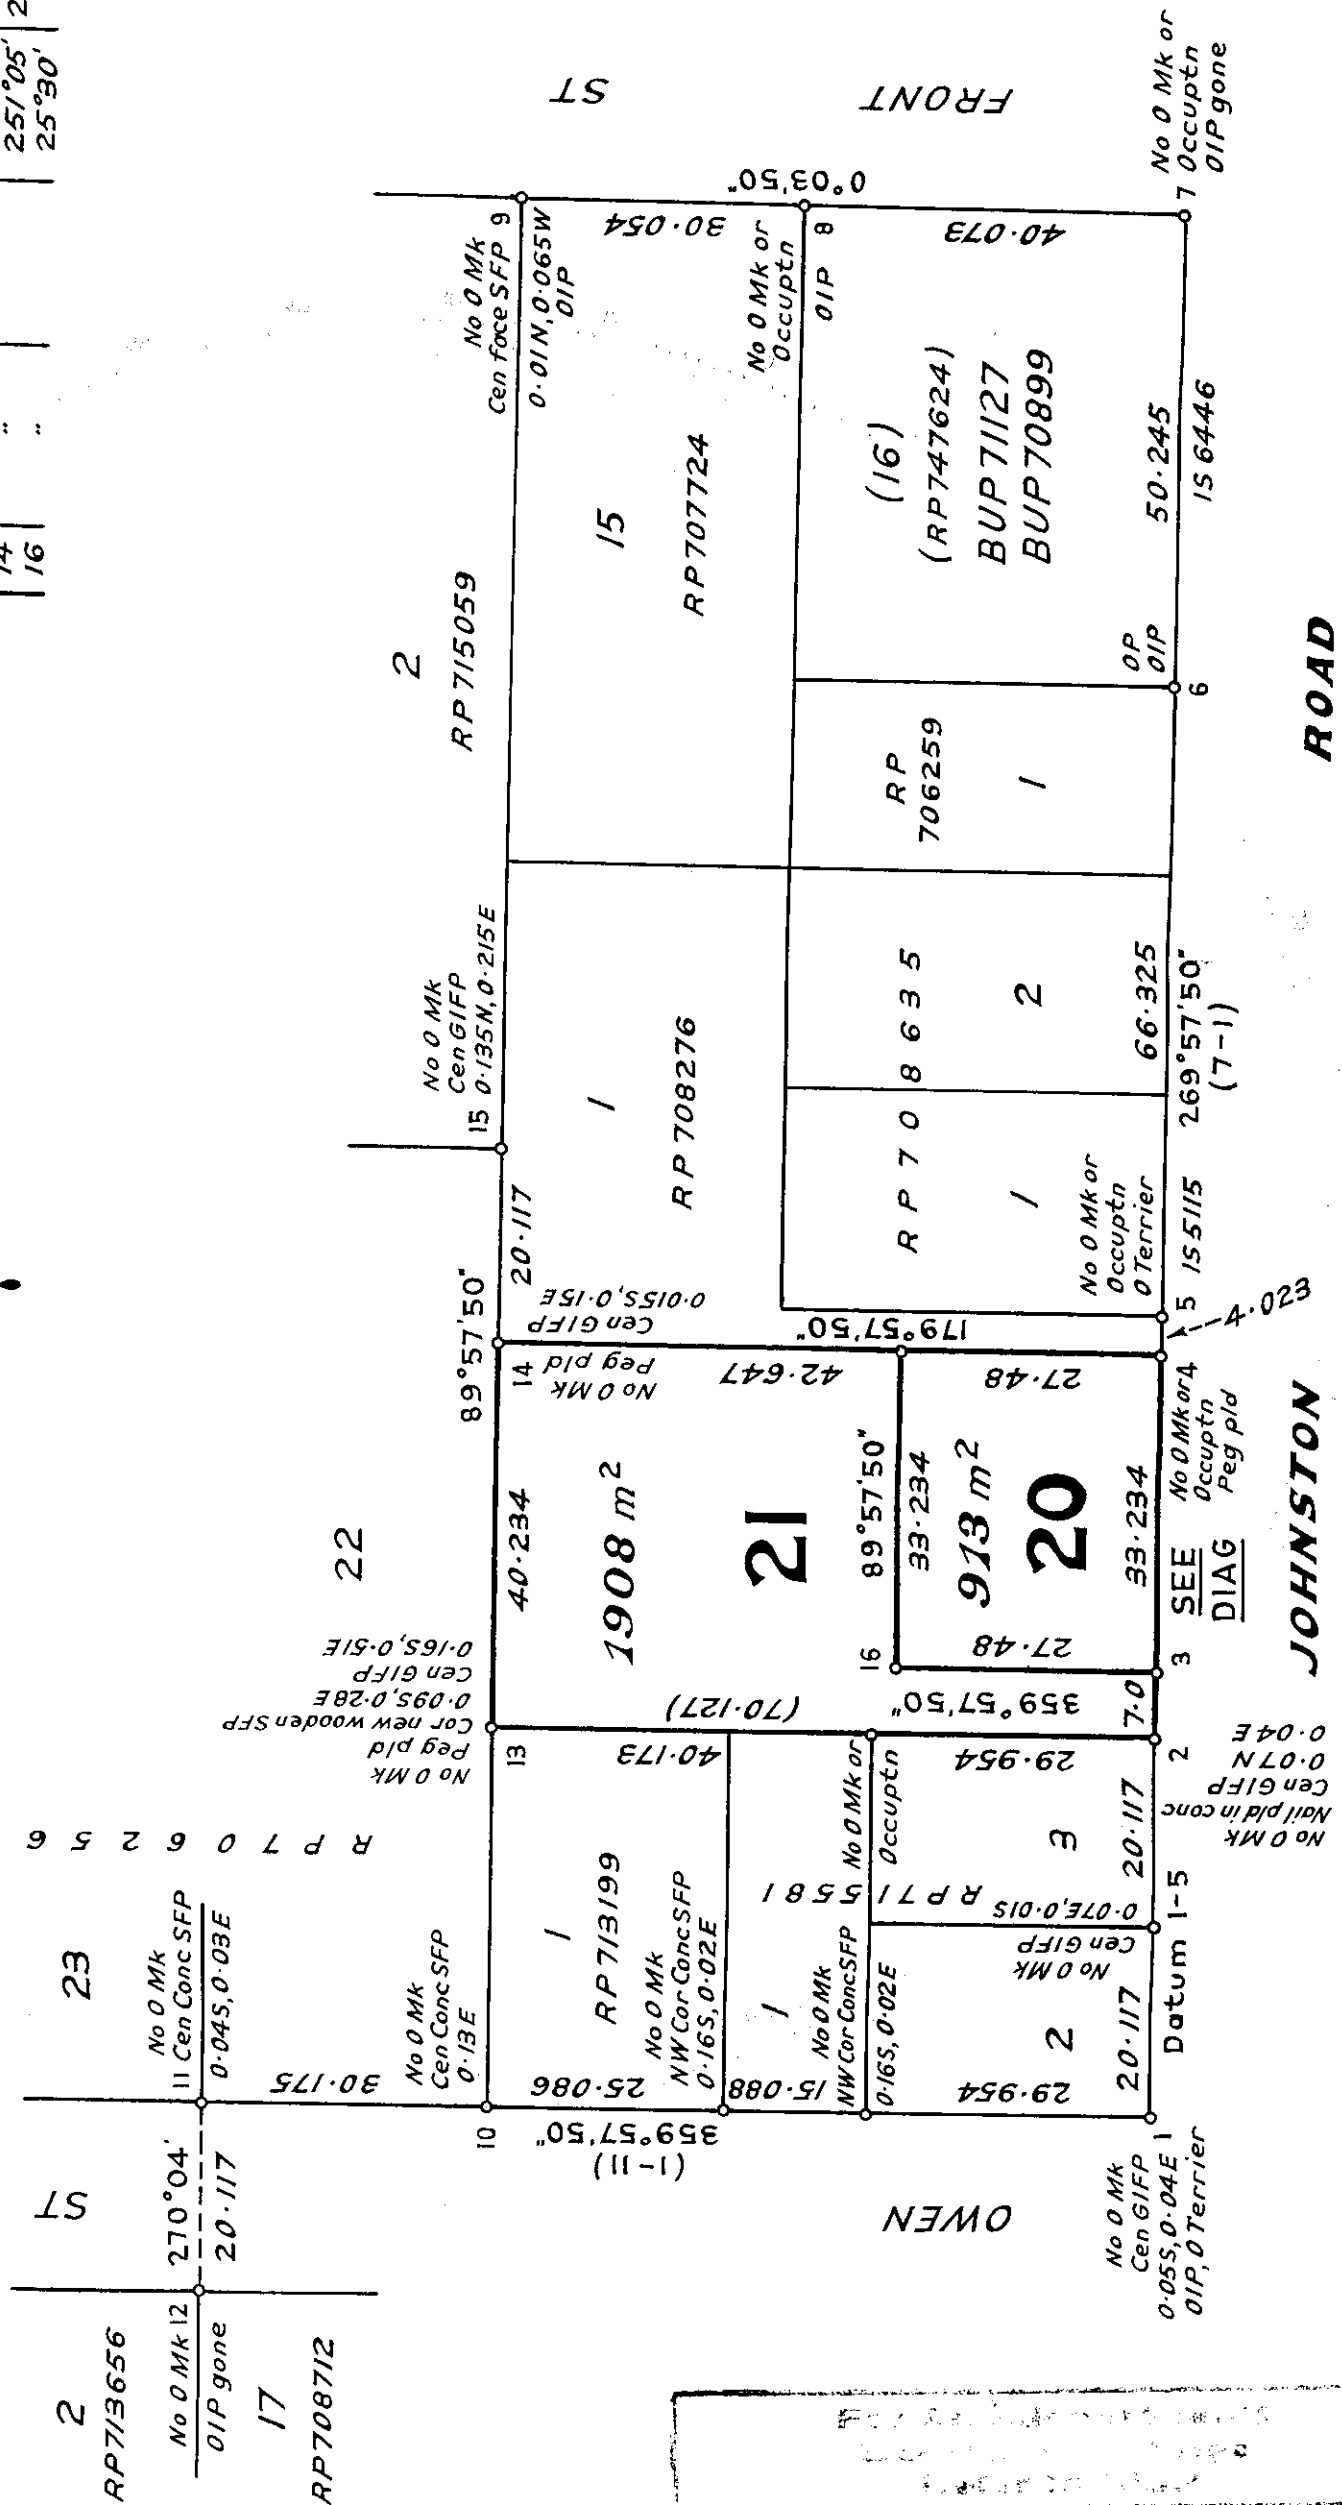 2
RP713656
No O Mk 12
OIP gone
17
RP708712
ST
270°04'
20·117
23
No O Mk
11 Cen Conc SFP
0·04S, 0·03E
RP706256
30·175
No O Mk
Cen Conc SFP
0·13E
10
359°57'50"
(1-11)
OWEN
25·086
15·088
29·954
1
RP713199
No O Mk
NW Cor Conc SFP
0·16S, 0·02E
40·173
1
No O Mk
NW Cor Conc SFP
0·16S, 0·02E
RP715581
No O Mk or
Occuptn
2
No O Mk
Cen GIFP
0·07E, 0·01S
3
29·954
20·117
20·117
No O Mk
Cen GIFP
0·05S, 0·04E 1
OIP, O Terrier
Datum 1-5
2
No O Mk
Nail pld in conc
Cen GIFP
0·07N
0·04E
22
No O Mk
Peg pld
Cor new wooden SFP
0·09S, 0·28E
Cen GIFP
0·16S, 0·51E
13
40·234
89°57'50"
1908 m²
21
(70·127)
359°57'50"
7·0
16
89°57'50"
33·234
913 m²
20
27·48
27·48
33·234
3
SEE
DIAG
No O Mk or 4
Occuptn
Peg pld
14
No O Mk
Peg pld
Cen GIFP
0·015S, 0·15E
42·647
179°57'50"
4·023
20·117
No O Mk
Cen GIFP
15 0·135N, 0·215E
1
RP708276
RP708635
1
No O Mk or
Occuptn
O Terrier
5
IS 5115
2
66·325
269°57'50"
(7-1)
RP
706259
1
OP
OIP
6
2
RP715059
15
RP707724
No O Mk
Cen face SFP 9
0·01N, 0·065W
OIP
30·054
0°03'50"
No O Mk or
Occuptn
OIP 8
(16)
(RP747624)
BUP71127
BUP70899
40·073
50·245
IS 6446
7
No O Mk or
Occuptn
OIP gone
FRONT ST
JOHNSTON ROAD
14 " 251°05' 2
16 " 25°30'